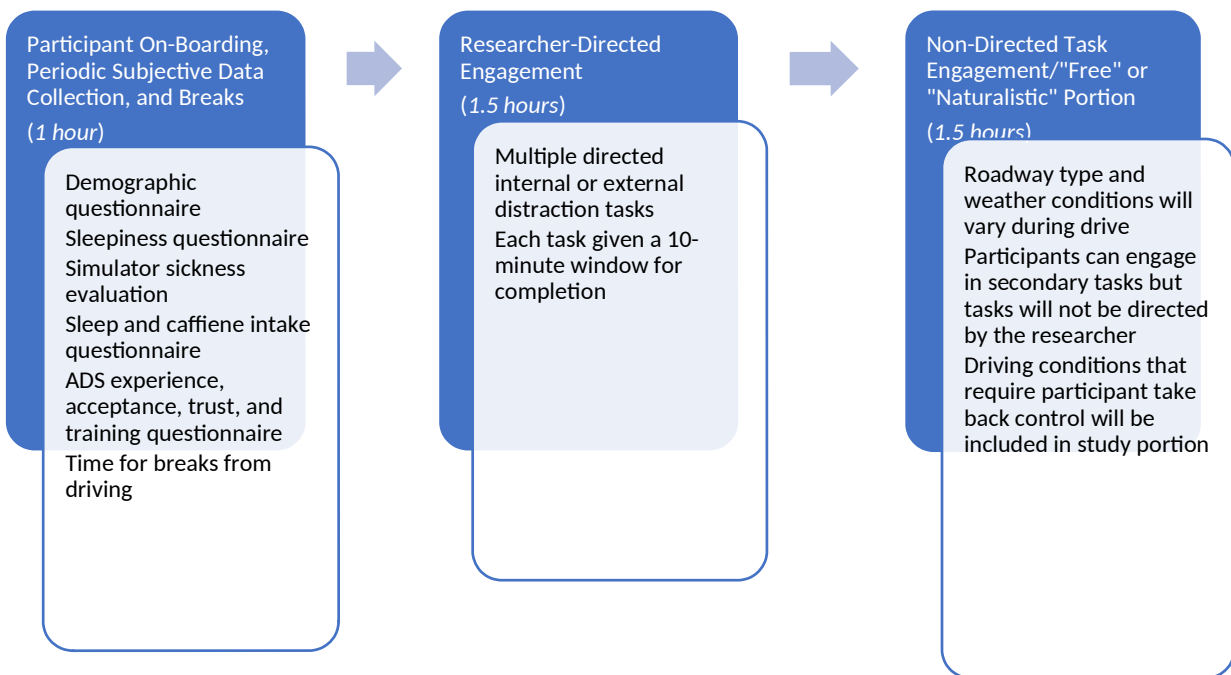 Participant On-Boarding,
Periodic Subjective Data
Collection, and Breaks
(1 hour)
Demographic
questionnaire
Sleepiness questionnaire
Simulator sickness
evaluation
Sleep and caffiene intake
questionnaire
ADS experience,
acceptance, trust, and
training questionnaire
Time for breaks from
driving
Researcher-Directed
Engagement
(1.5 hours)
Multiple directed
internal or external
distraction tasks
Each task given a 10-
minute window for
completion
Non-Directed Task
Engagement/"Free" or
"Naturalistic" Portion
(1.5 hours)
Roadway type and
weather conditions will
vary during drive
Participants can engage
in secondary tasks but
tasks will not be directed
by the researcher
Driving conditions that
require participant take
back control will be
included in study portion